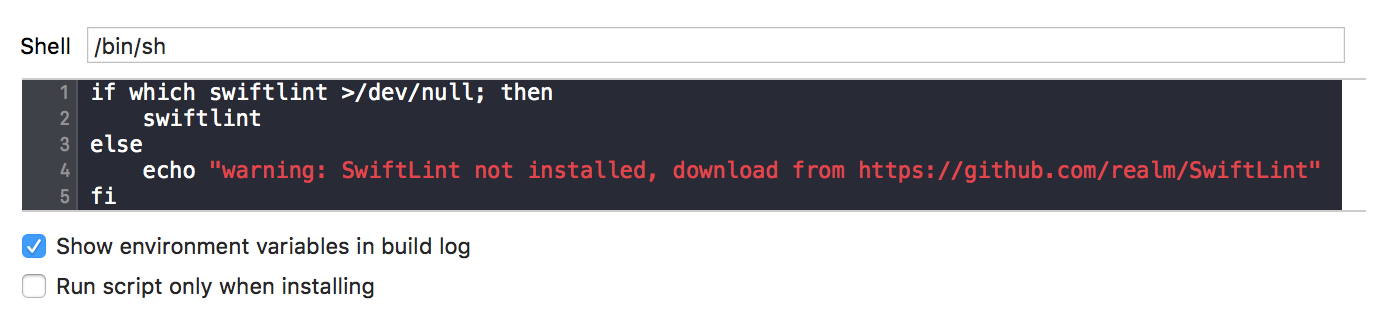 Shell /bin/sh
1 if which swiftlint >/dev/null; then
2 swiftlint
3 else
4 echo "warning: SwiftLint not installed, download from https://github.com/realm/SwiftLint"
5 fi
Show environment variables in build log
Run script only when installing